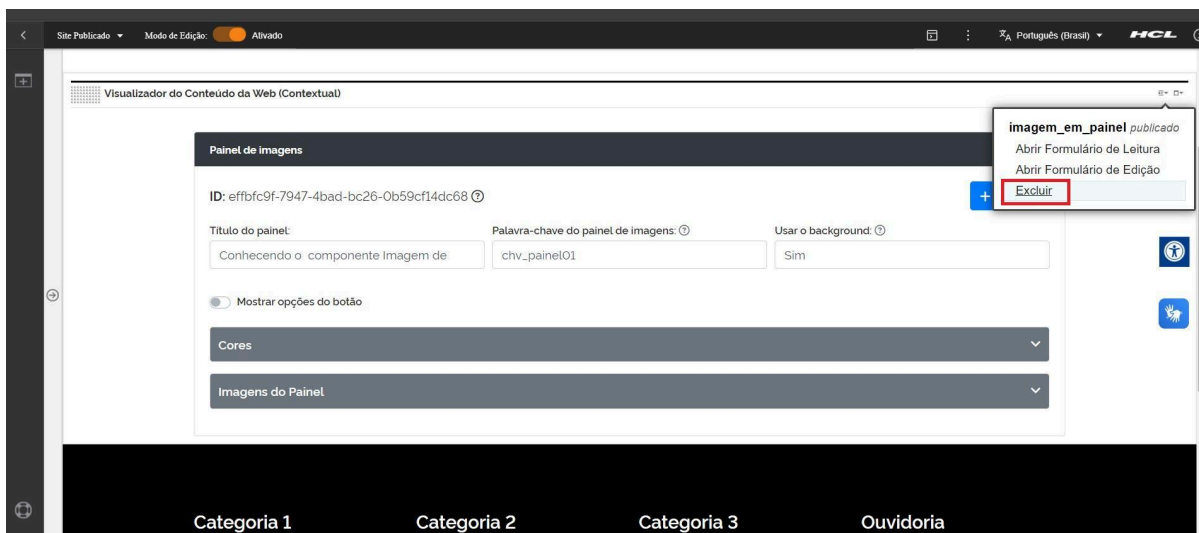 Site Publicado Modo de Edição: Ativado Português (Brasil) HCL
Visualizador do Conteúdo da Web (Contextual)
imagem_em_painel publicado
Abrir Formulário de Leitura
Abrir Formulário de Edição
Excluir
Painel de imagens
ID: effbfc9f-7947-4bad-bc26-0b59cf14dc68
+
Título do painel: Palavra-chave do painel de imagens: Usar o background:
Conhecendo o componente Imagem de chv_painel01 Sim
Mostrar opções do botão
Cores
Imagens do Painel
Categoria 1 Categoria 2 Categoria 3 Ouvidoria